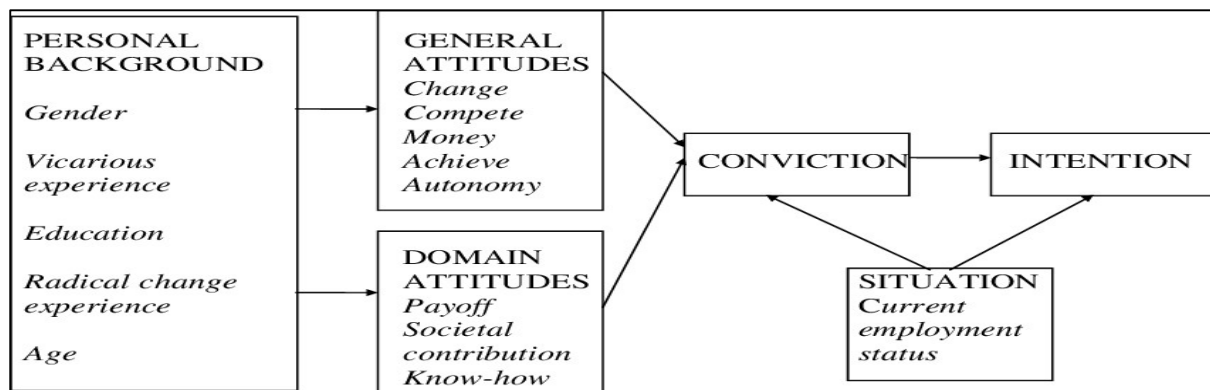 PERSONAL
BACKGROUND
Gender
Vicarious
experience
Education
Radical change
experience
Age
GENERAL
ATTITUDES
Change
Compete
Money
Achieve
Autonomy
DOMAIN
ATTITUDES
Payoff
Societal
contribution
Know-how
CONVICTION
INTENTION
SITUATION
Current
employment
status